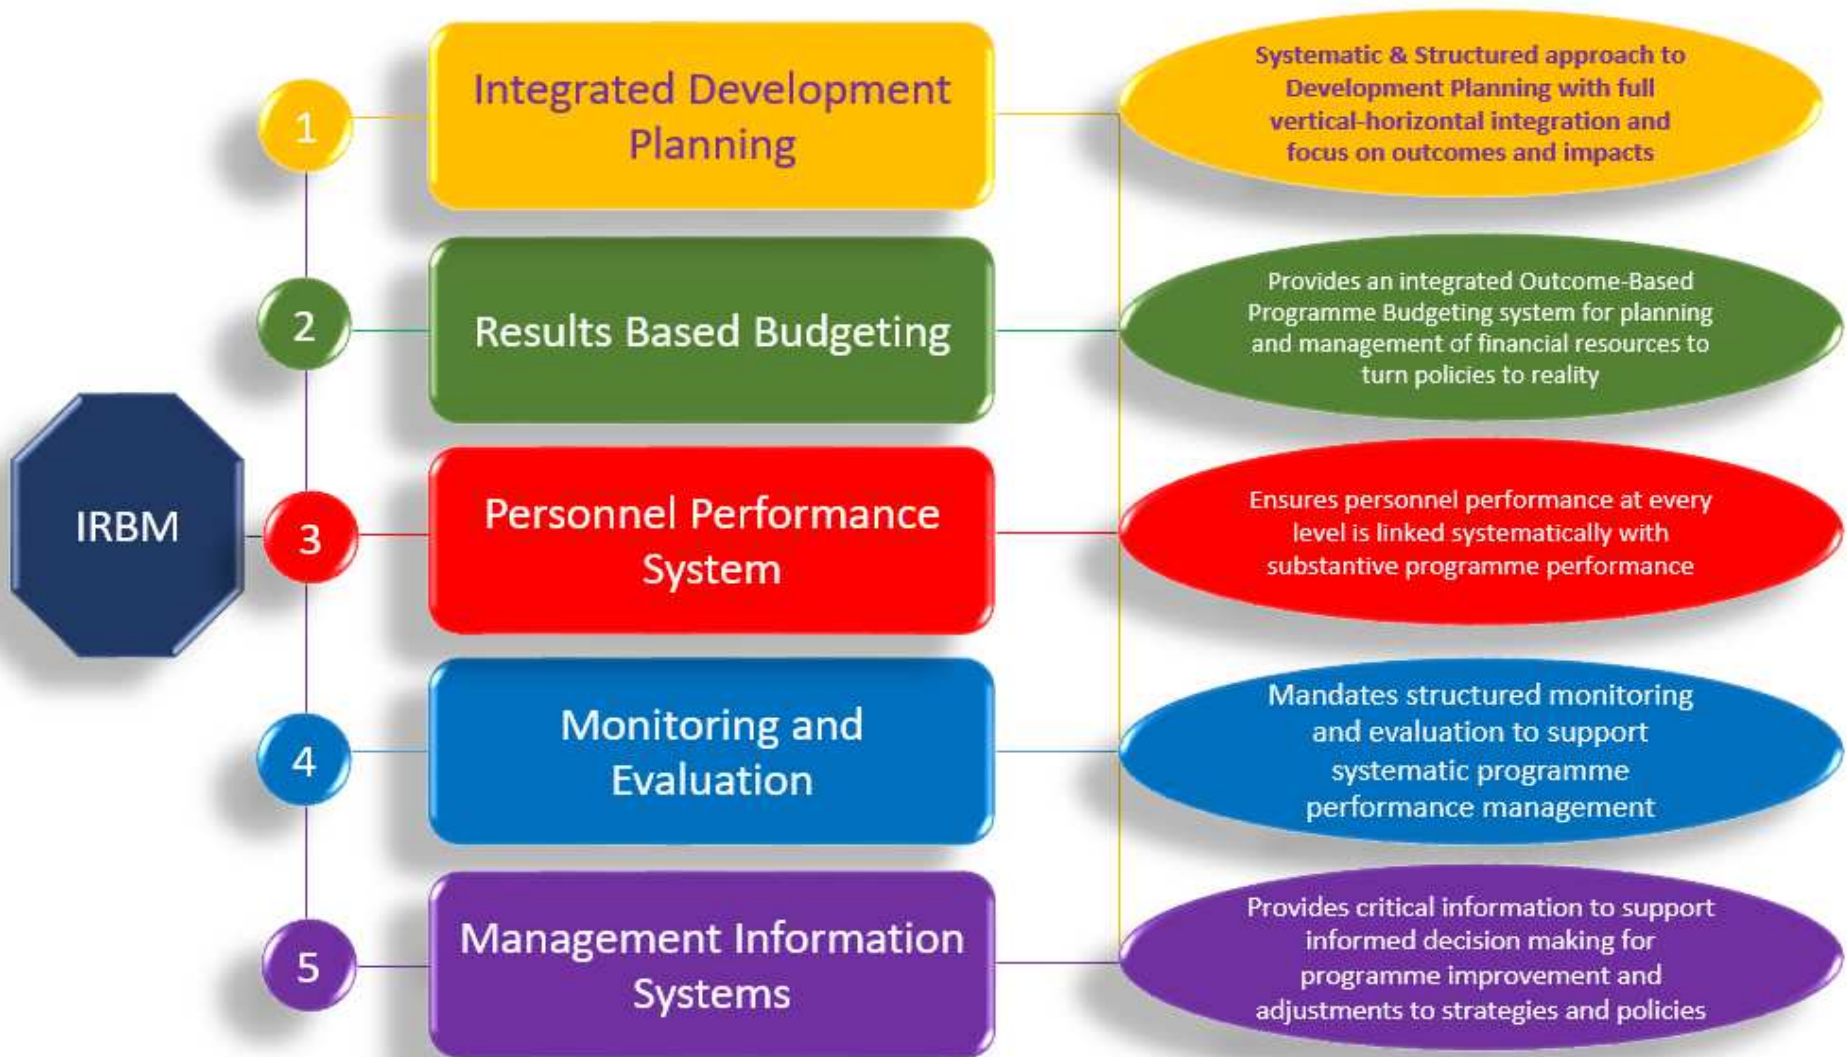 IRBM
1
Integrated Development
Planning
Systematic & Structured approach to
Development Planning with full
vertical-horizontal integration and
focus on outcomes and impacts
2
Results Based Budgeting
Provides an integrated Outcome-Based
Programme Budgeting system for planning
and management of financial resources to
turn policies to reality
3
Personnel Performance
System
Ensures personnel performance at every
level is linked systematically with
substantive programme performance
4
Monitoring and
Evaluation
Mandates structured monitoring
and evaluation to support
systematic programme
performance management
5
Management Information
Systems
Provides critical information to support
informed decision making for
programme improvement and
adjustments to strategies and policies